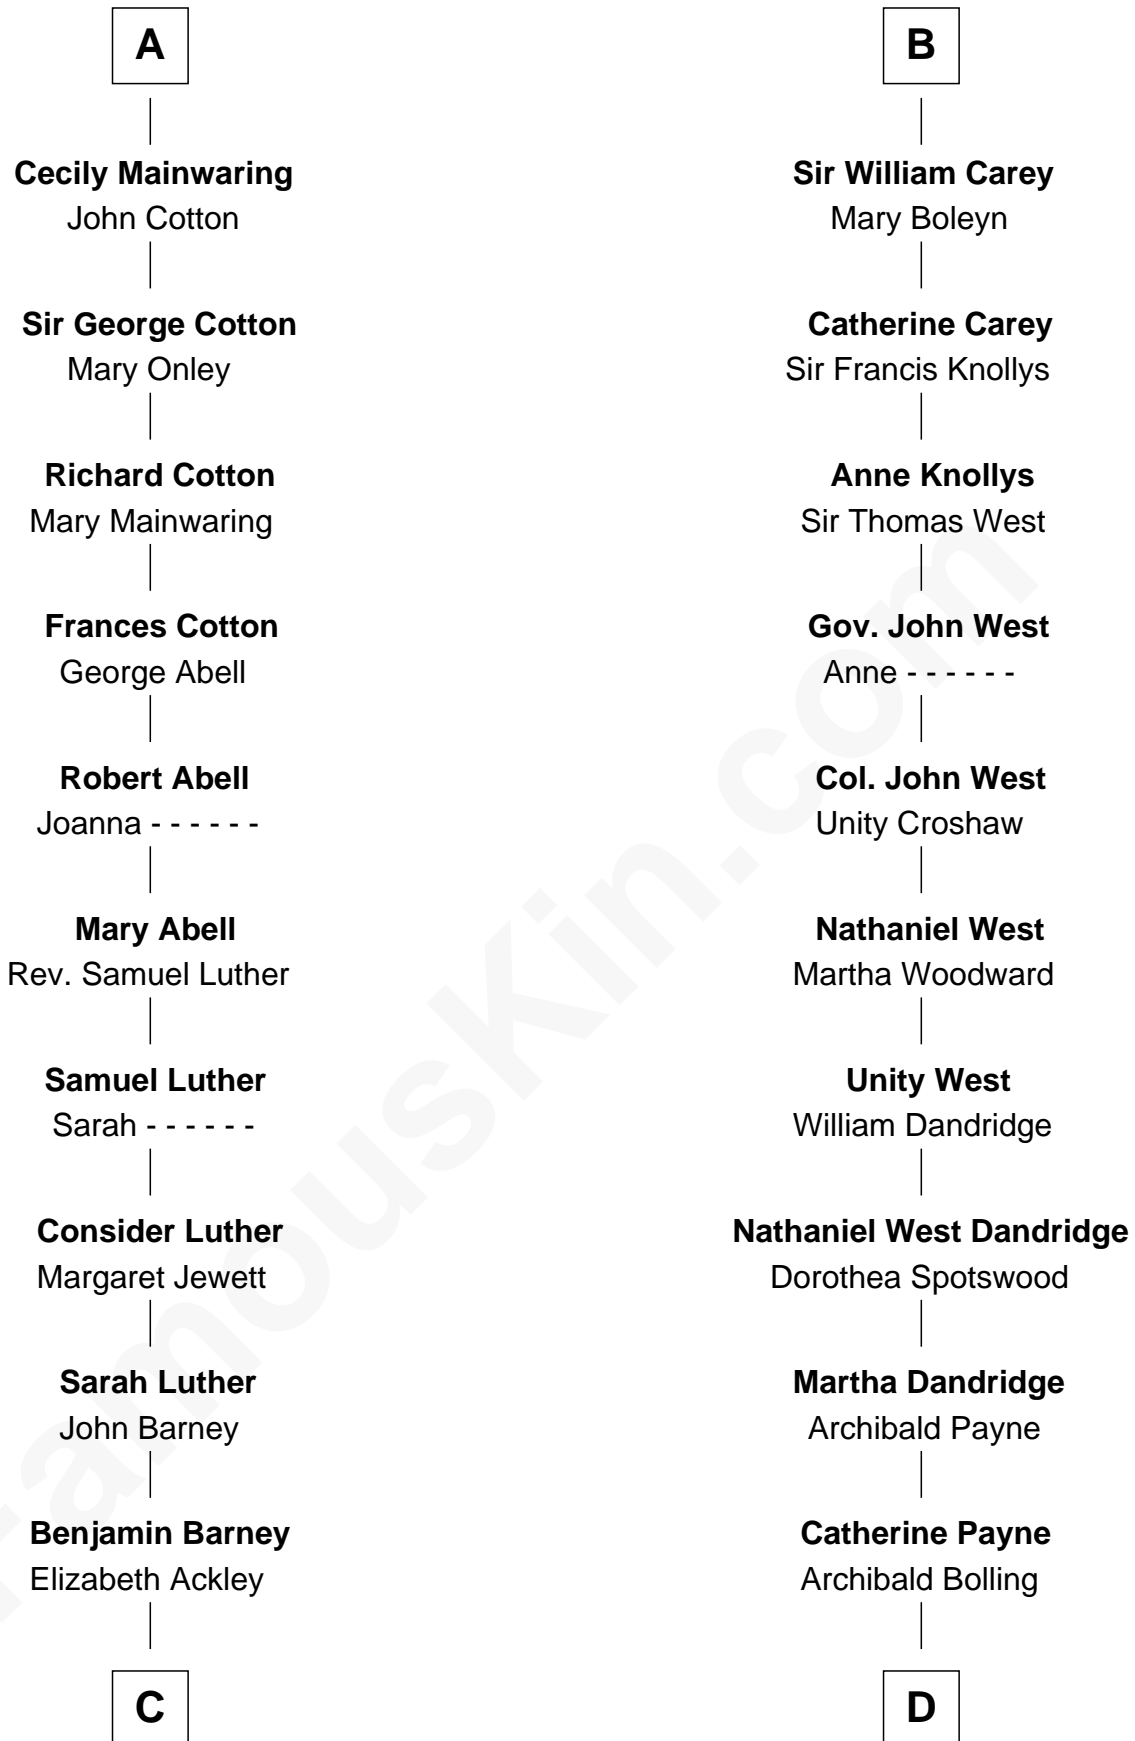 A
Cecily Mainwaring
John Cotton
Sir George Cotton
Mary Onley
Richard Cotton
Mary Mainwaring
Frances Cotton
George Abell
Robert Abell
Joanna - - - - - -
Mary Abell
Rev. Samuel Luther
Samuel Luther
Sarah - - - - - -
Consider Luther
Margaret Jewett
Sarah Luther
John Barney
Benjamin Barney
Elizabeth Ackley
C
B
Sir William Carey
Mary Boleyn
Catherine Carey
Sir Francis Knollys
Anne Knollys
Sir Thomas West
Gov. John West
Anne - - - - - -
Col. John West
Unity Croshaw
Nathaniel West
Martha Woodward
Unity West
William Dandridge
Nathaniel West Dandridge
Dorothea Spotswood
Martha Dandridge
Archibald Payne
Catherine Payne
Archibald Bolling
D
FamousKin.com